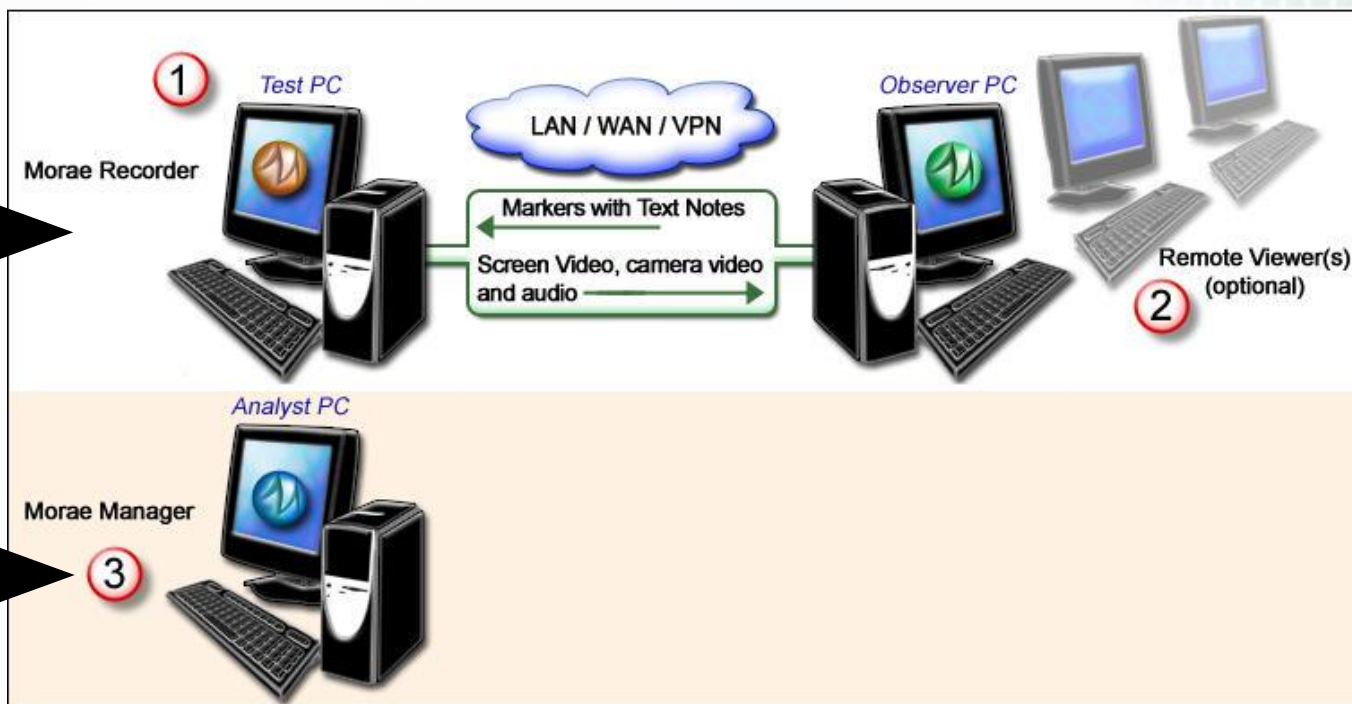 1
Test PC
Morae Recorder
LAN / WAN / VPN
Markers with Text Notes
Screen Video, camera video
and audio
Observer PC
Remote Viewer(s)
(optional)
2
Analyst PC
Morae Manager
3